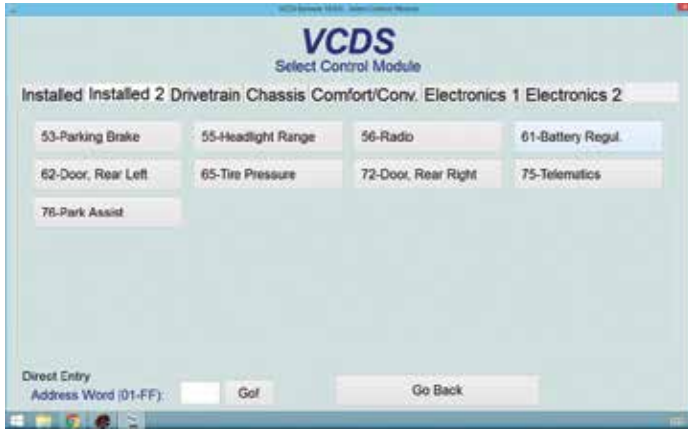 VCDS
Select Control Module
Installed Installed 2 Drivetrain Chassis Comfort/Conv. Electronics 1 Electronics 2
53-Parking Brake 55-Headlight Range 56-Radio 61-Battery Regul.
62-Door, Rear Left 65-Tire Pressure 72-Door, Rear Right 75-Telematics
76-Park Assist
Direct Entry
Address Word (01-FF): Go! Go Back